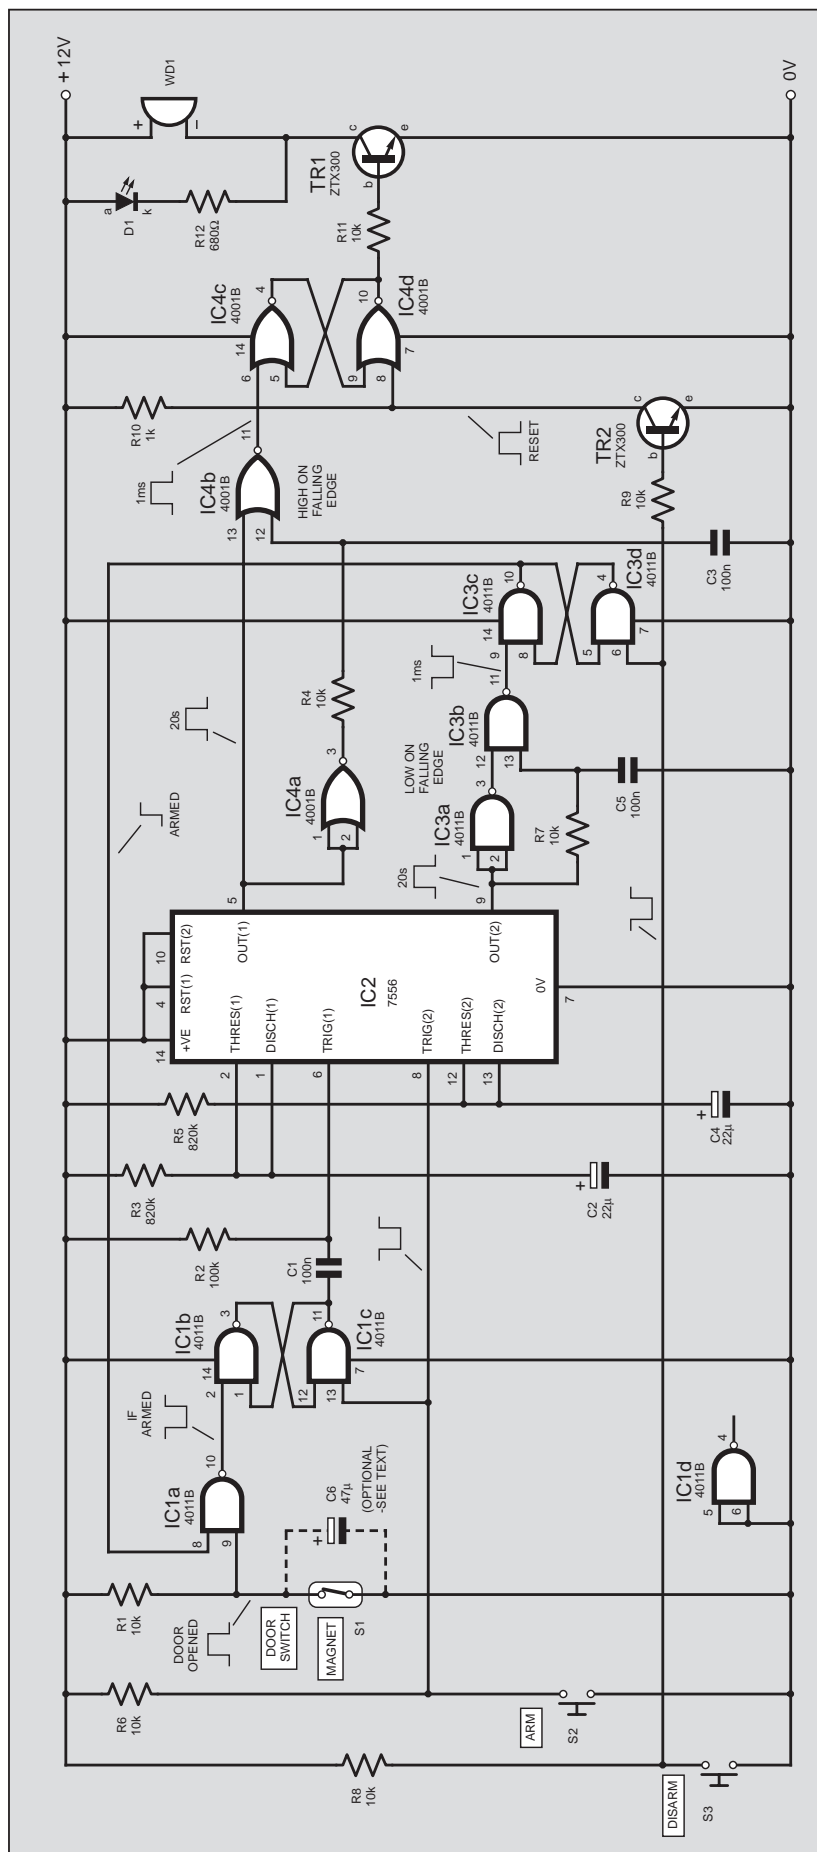 +12V
0V
WD1
+
−
a
D1
k
R12
680Ω
c
b
e
TR1
ZTX300
R11
10k
IC4c
4001B
4
14
6
5
IC4d
4001B
10
9
8
7
R10
1k
RESET
c
b
e
TR2
ZTX300
R9
10k
1ms
11
IC4b
4001B
HIGH ON
FALLING
EDGE
13
12
C3
100n
IC3c
4011B
10
14
9
8
IC3d
4011B
4
5
6
7
1ms
11
IC3b
4011B
12
13
R4
10k
20s
LOW ON
FALLING
EDGE
3
IC4a
4001B
1
2
3
IC3a
4011B
1
2
R7
10k
C5
100n
ARMED
20s
5
9
10
RST(2)
4
RST(1)
14
+VE
OUT(1)
OUT(2)
IC2
7556
0V
7
THRES(1)
DISCH(1)
TRIG(1)
TRIG(2)
THRES(2)
DISCH(2)
2
1
6
8
12
13
R5
820k
C4
22µ
+
R3
820k
C2
22µ
+
R2
100k
C1
100n
IC1b
4011B
3
14
2
1
IC1c
4011B
11
12
13
7
IF
ARMED
10
IC1a
4011B
8
9
IC1d
4011B
4
5
6
C6
47µ
(OPTIONAL
-SEE TEXT)
+
R1
10k
DOOR
OPENED
DOOR
SWITCH
MAGNET
S1
R6
10k
ARM
S2
R8
10k
DISARM
S3